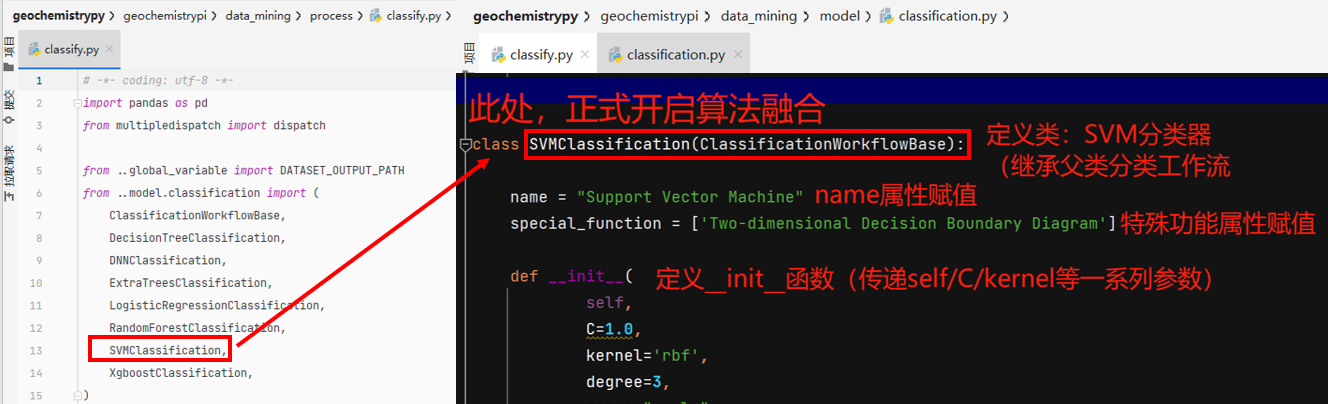 geochemistrypy geochemistrypi data_mining process classify.py
项目
提交
拉取请求
classify.py
1 # -*- coding: utf-8 -*-
2 import pandas as pd
3 from multipledispatch import dispatch
4
5 from ..global_variable import DATASET_OUTPUT_PATH
6 from ..model.classification import (
7 ClassificationWorkflowBase,
8 DecisionTreeClassification,
9 DNNClassification,
10 ExtraTreesClassification,
11 LogisticRegressionClassification,
12 RandomForestClassification,
13 SVMClassification,
14 XgboostClassification,
15 )
geochemistrypy geochemistrypi data_mining model classification.py
项目
classify.py classification.py
此处，正式开启算法融合
class SVMClassification(ClassificationWorkflowBase):
定义类：SVM分类器
（继承父类分类工作流
name = "Support Vector Machine" name属性赋值
special_function = ['Two-dimensional Decision Boundary Diagram'] 特殊功能属性赋值
def __init__( 定义__init__函数（传递self/C/kernel等一系列参数）
self,
C=1.0,
kernel='rbf',
degree=3,